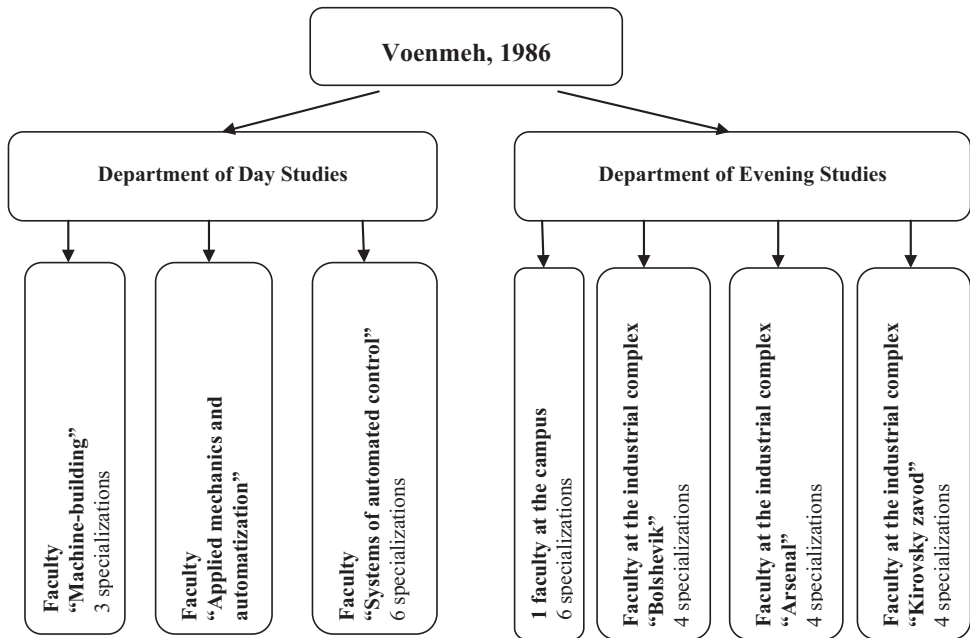 Voenmeh, 1986
Department of Day Studies
Department of Evening Studies
Faculty
“Machine-building”
3 specializations
Faculty
“Applied mechanics and
automatization”
Faculty
“Systems of automated control”
6 specializations
1 faculty at the campus
6 specializations
Faculty at the industrial complex
“Bolshevik”
4 specializations
Faculty at the industrial complex
“Arsenal”
4 specializations
Faculty at the industrial complex
“Kirovsky zavod”
4 specializations